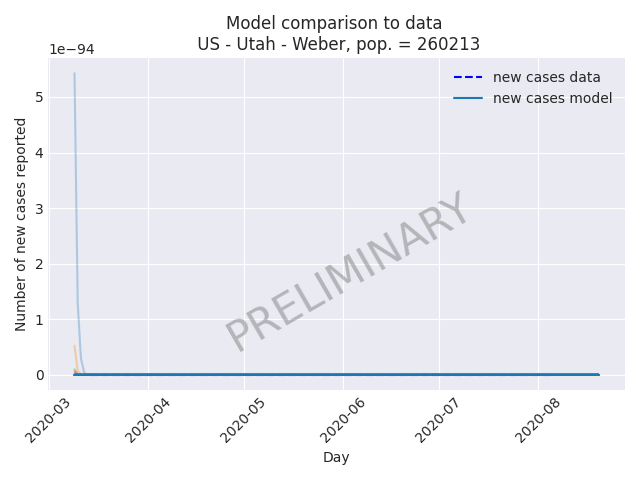 Model comparison to data
US - Utah - Weber, pop. = 260213
1e−94
new cases data
new cases model
5
4
3
2
1
0
Number of new cases reported
PRELIMINARY
2020-03
2020-04
2020-05
2020-06
2020-07
2020-08
Day